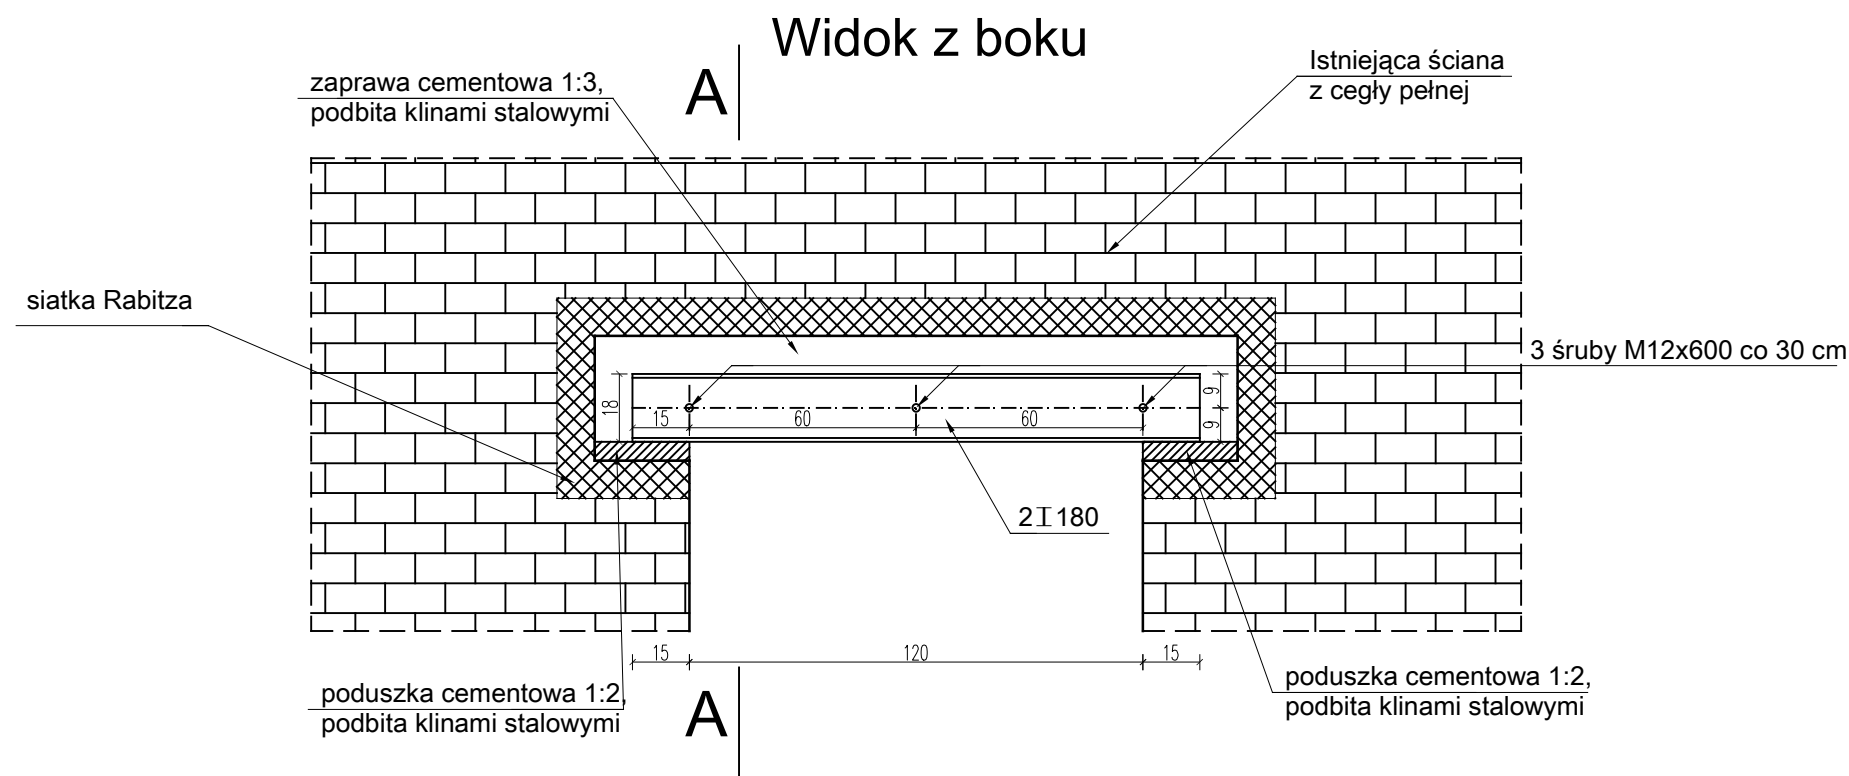 Widok z boku
A
zaprawa cementowa 1:3,
podbita klinami stalowymi
Istniejąca ściana
z cegły pełnej
siatka Rabitza
3 śruby M12x600 co 30 cm
18
15
60
60
9
9
2I180
15
120
15
poduszka cementowa 1:2,
podbita klinami stalowymi
A
poduszka cementowa 1:2,
podbita klinami stalowymi